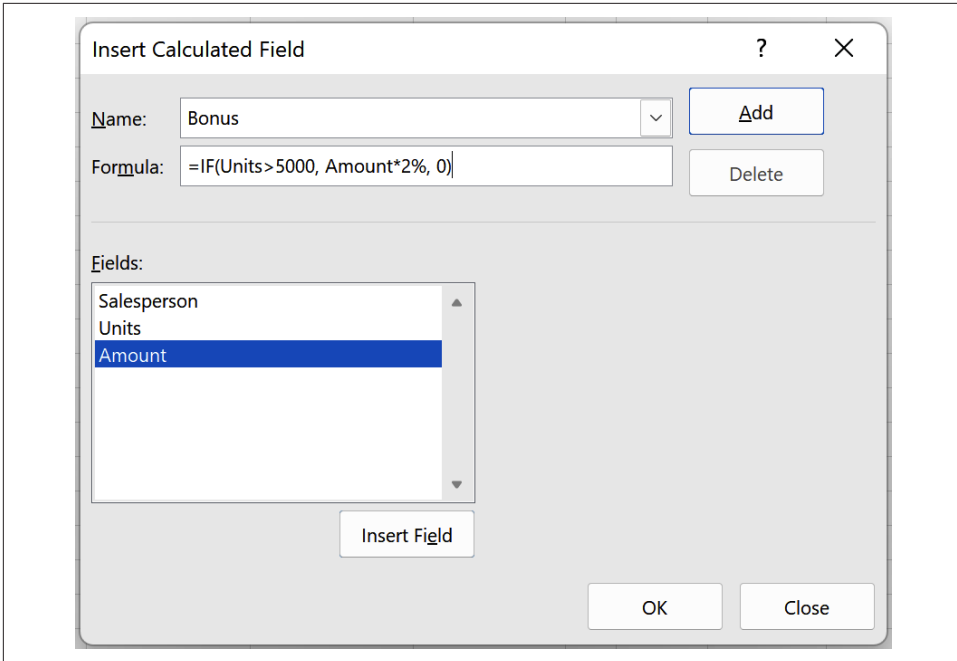 Insert Calculated Field ?
Name: Bonus Add
Formula: =IF(Units>5000, Amount*2%, 0) Delete
Fields:
Salesperson
Units
Amount
Insert Field
OK Close